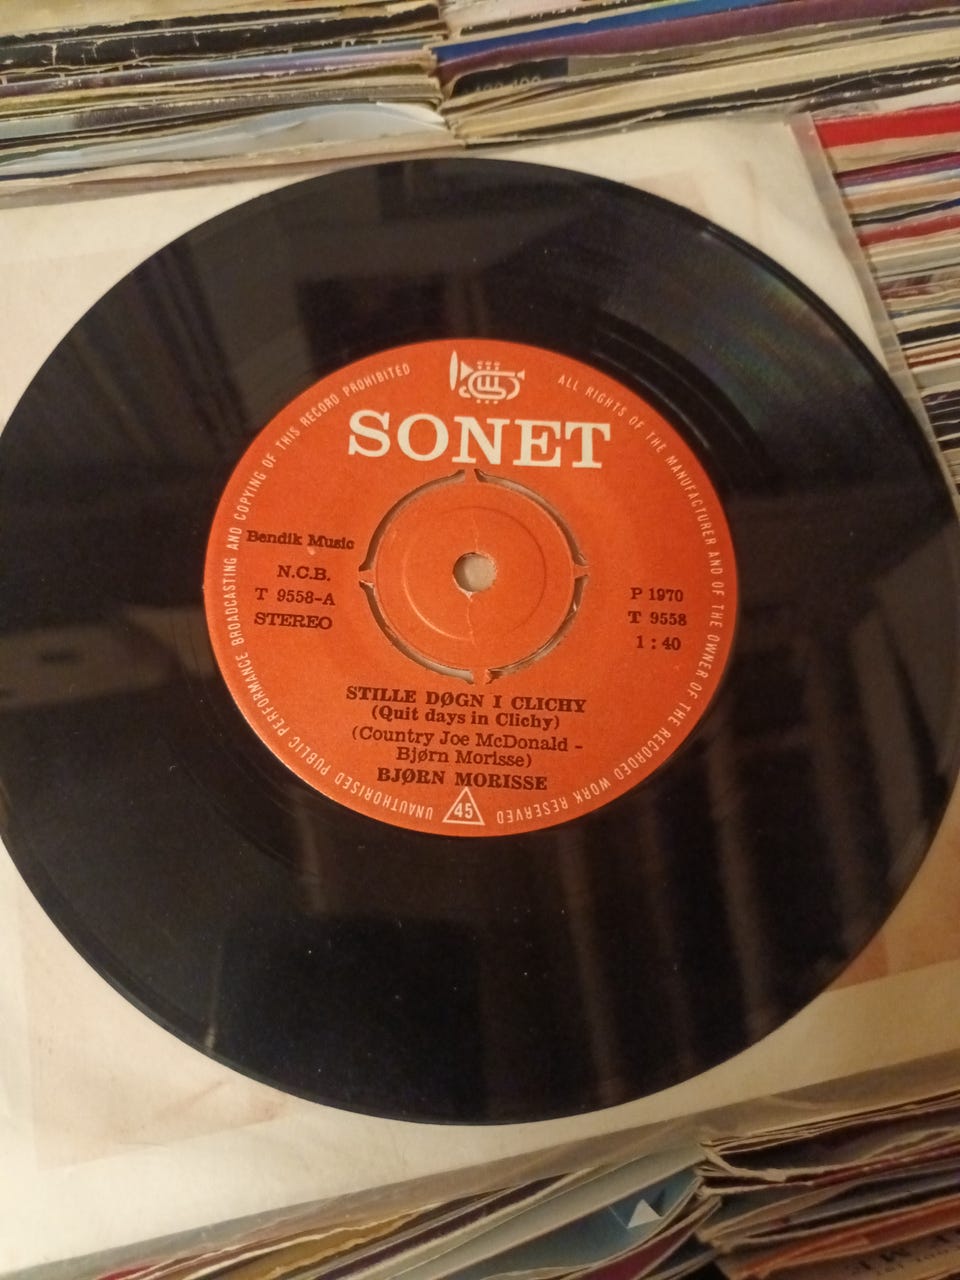 SONET
ALL RIGHTS OF THE MANUFACTURER AND OF THE OWNER OF THE RECORDED WORK RESERVED
UNAUTHORISED PUBLIC PERFORMANCE BROADCASTING AND COPYING OF THIS RECORD PROHIBITED
Bendik Music
N.C.B.
T 9558-A
STEREO
P 1970
T 9558
1:40
STILLE DØGN I CLICHY
(Quit days in Clichy)
(Country Joe McDonald -
Bjørn Morisse)
BJØRN MORISSE
45